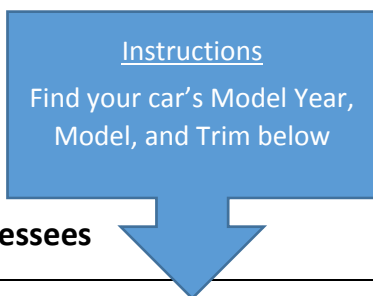 Instructions
Find your car's Model Year,
Model, and Trim below
essees